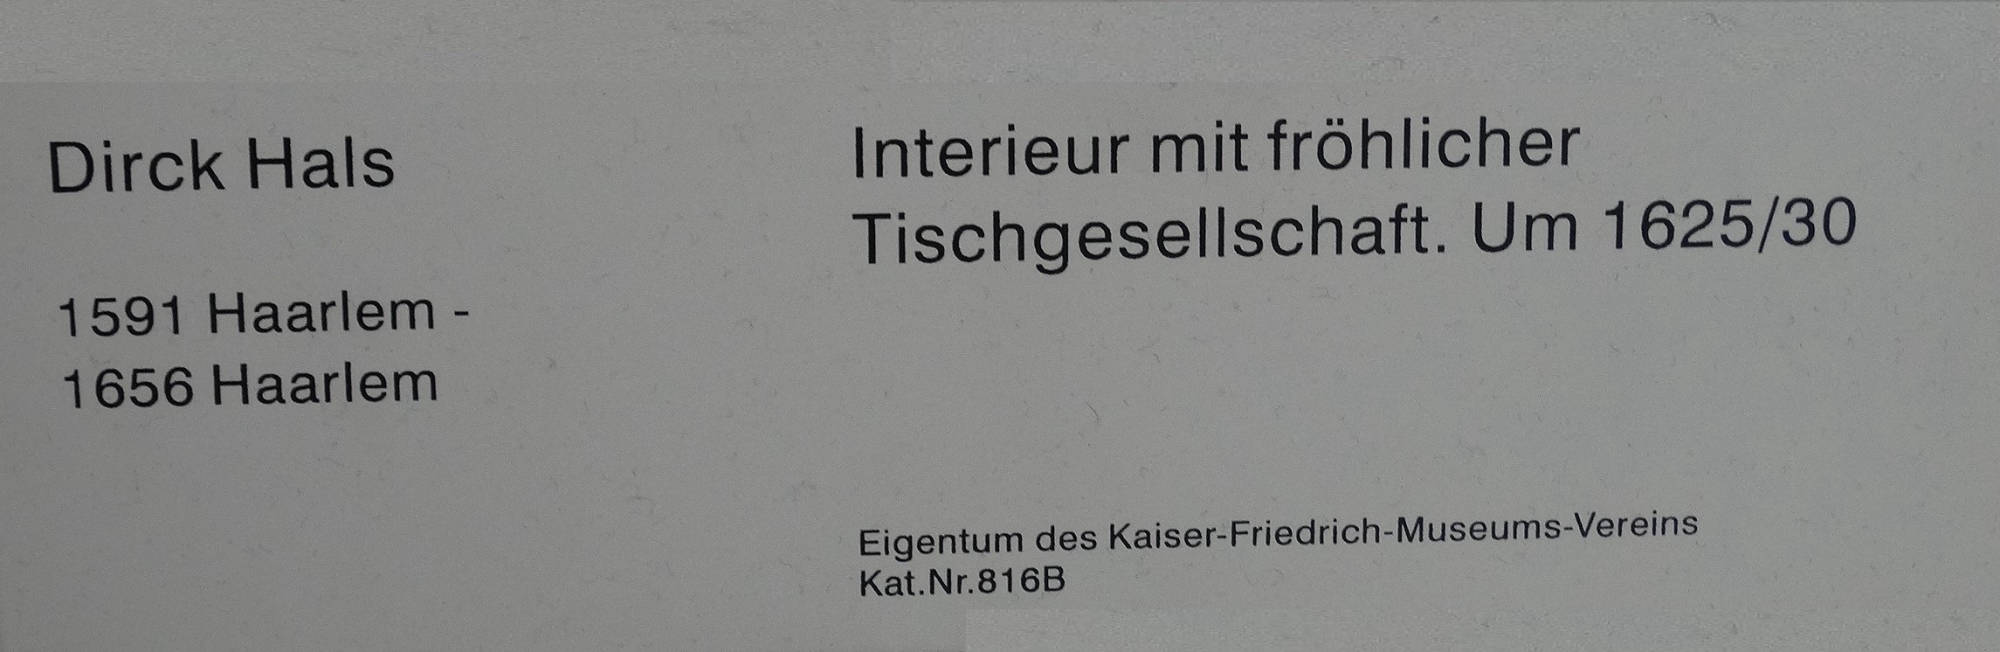 Dirck Hals
1591 Haarlem -
1656 Haarlem
Interieur mit fröhlicher
Tischgesellschaft. Um 1625/30
Eigentum des Kaiser-Friedrich-Museums-Vereins
Kat.Nr.816B